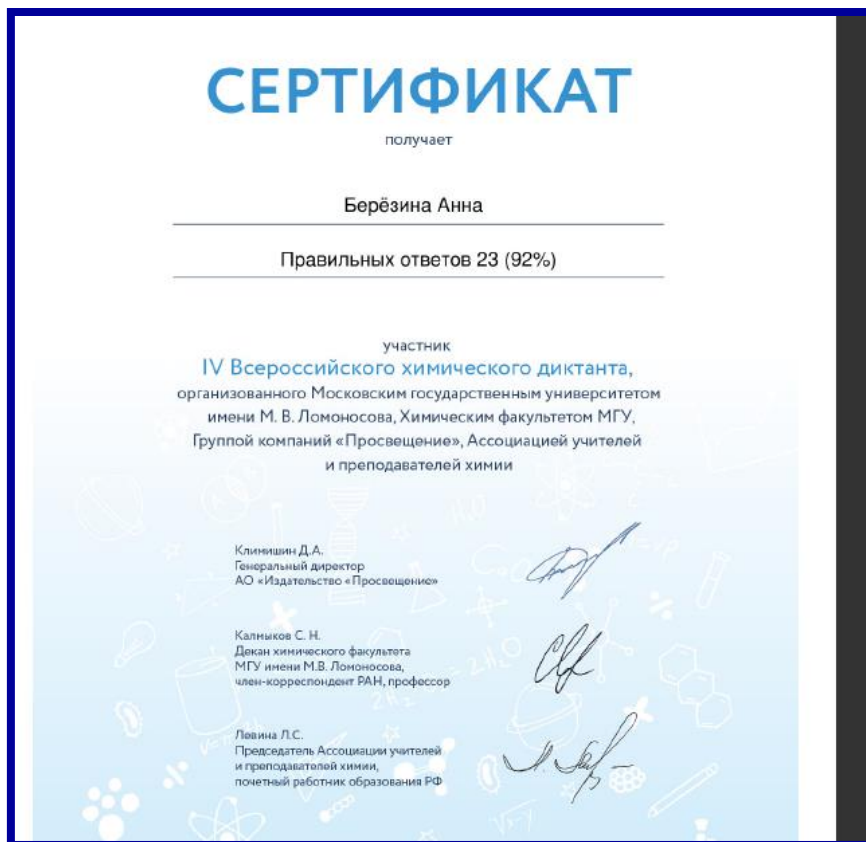 СЕРТИФИКАТ
получает
Берёзина Анна
Правильных ответов 23 (92%)
участник
IV Всероссийского химического диктанта,
организованного Московским государственным университетом
имени М. В. Ломоносова, Химическим факультетом МГУ,
Группой компаний «Просвещение», Ассоциацией учителей
и преподавателей химии
Климишин Д.А.
Генеральный директор
АО «Издательство «Просвещение»
Калмыков С. Н.
Декан химического факультета
МГУ имени М.В. Ломоносова,
член-корреспондент РАН, профессор
Левина Л.С.
Председатель Ассоциации учителей
и преподавателей химии,
почетный работник образования РФ